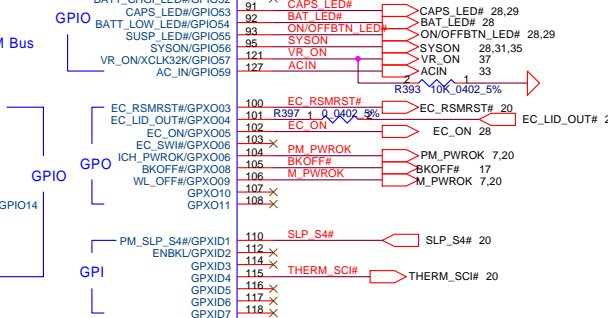 BATT_CHGI_LED#/GPIO52
CAPS_LED#/GPIO53 91 CAPS_LED# CAPS_LED# 28,29
GPIO BATT_LOW_LED#/GPIO54 92 BAT_LED# BAT_LED# 28
SUSP_LED#/GPIO55 93 ON/OFFBTN_LED# ON/OFFBTN_LED# 28,29
M Bus SYSON/GPIO56 95 SYSON SYSON 28,31,35
VR_ON/XCLK32K/GPIO57 121 VR_ON VR_ON 37
AC_IN/GPIO59 127 ACIN ACIN 33
2 1
R393 10K_0402_5%
EC_RSMRST#/GPXO03 100 EC_RSMRST# EC_RSMRST# 20
EC_LID_OUT#/GPXO04 101 R397 1 0_0402_5% 2 EC_LID_OUT# 2
EC_ON/GPXO05 102 EC_ON EC_ON 28
EC_SWI#/GPXO06 103
GPO ICH_PWROK/GPXO06 104 PM_PWROK PM_PWROK 7,20
GPIO BKOFF#/GPXO08 105 BKOFF# BKOFF# 17
WL_OFF#/GPXO09 106 M_PWROK M_PWROK 7,20
GPXO10 107
GPIO14 GPXO11 108
PM_SLP_S4#/GPXID1 110 SLP_S4# SLP_S4# 20
ENBKL/GPXID2 112
GPI GPXID3 114
GPXID4 115 THERM_SCI# THERM_SCI# 20
GPXID5 116
GPXID6 117
GPXID7 118